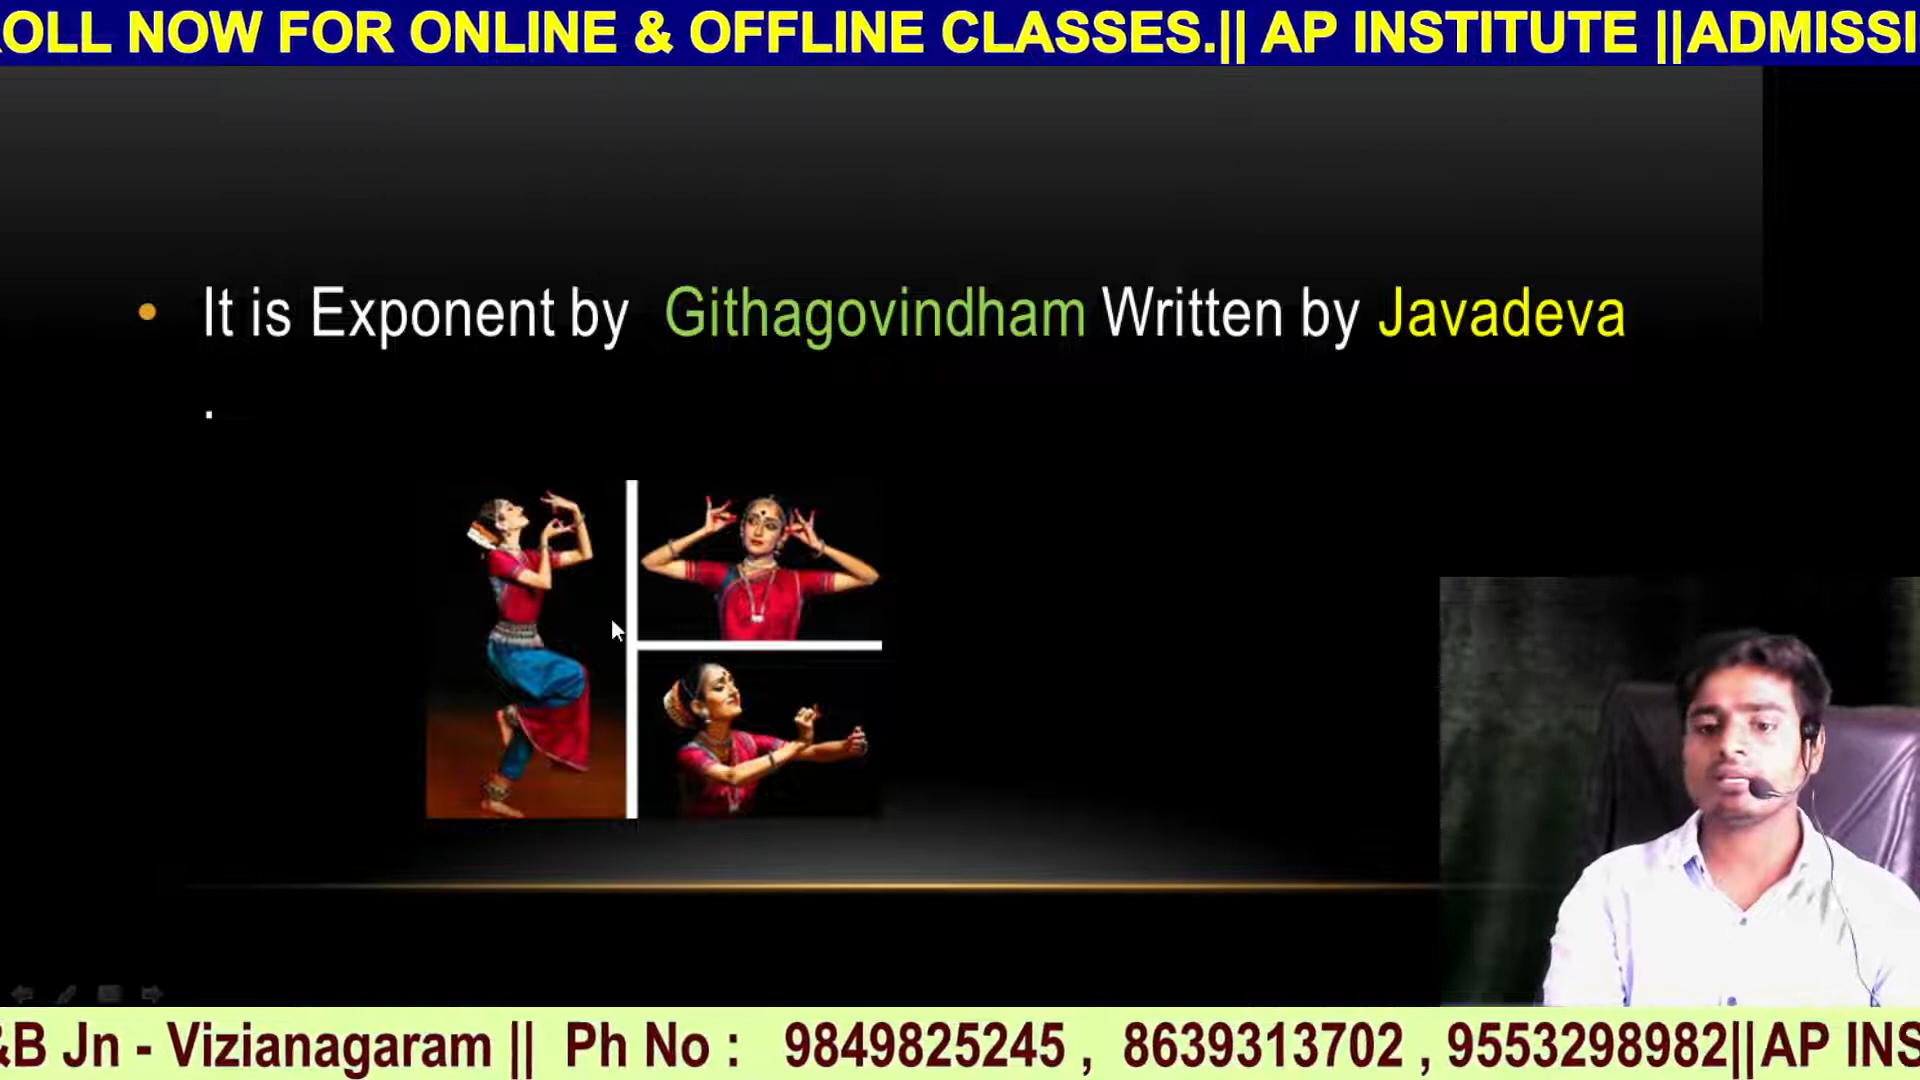 OLL NOW FOR ONLINE & OFFLINE CLASSES.|| AP INSTITUTE ||ADMISSI
• It is Exponent by Githagovindham Written by Javadeva
.
&B Jn - Vizianagaram || Ph No : 9849825245 , 8639313702 , 9553298982||AP INS